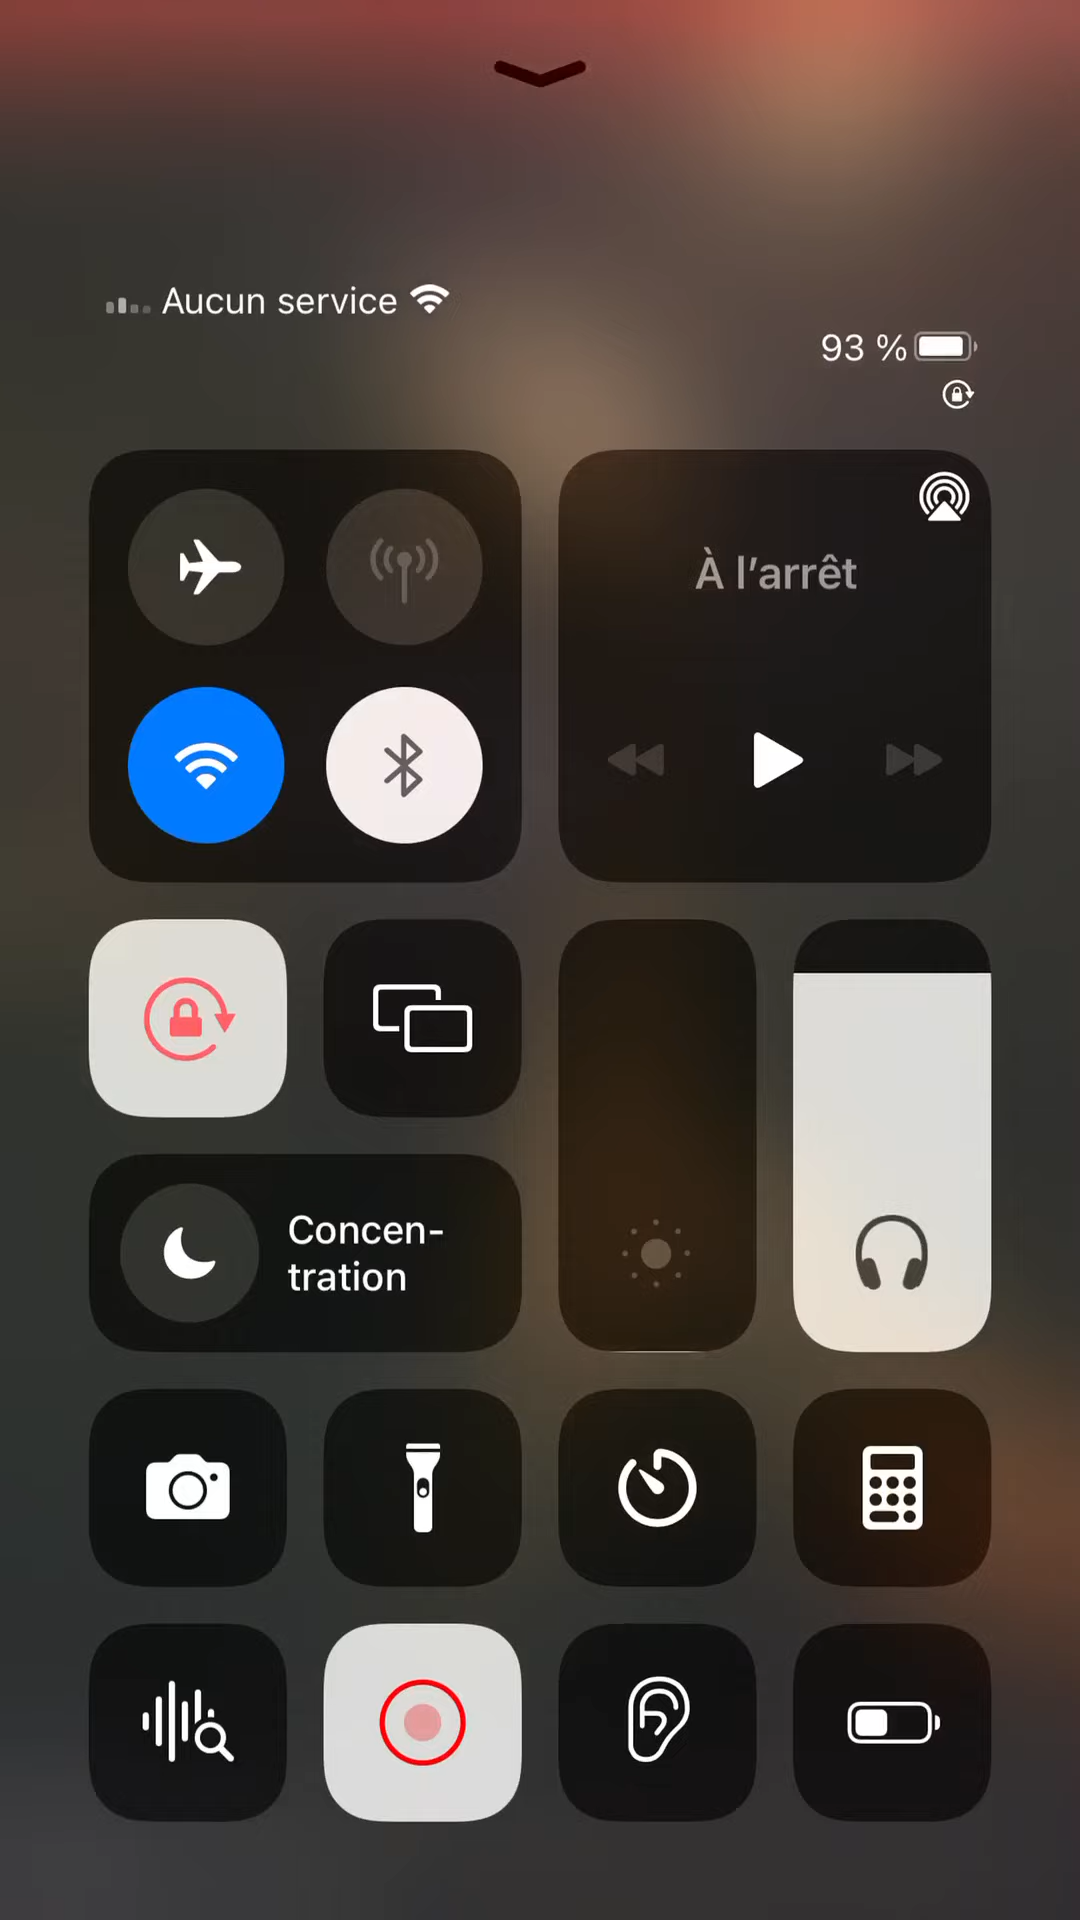 Aucun service
93 %
À l’arrêt
Concen-
tration